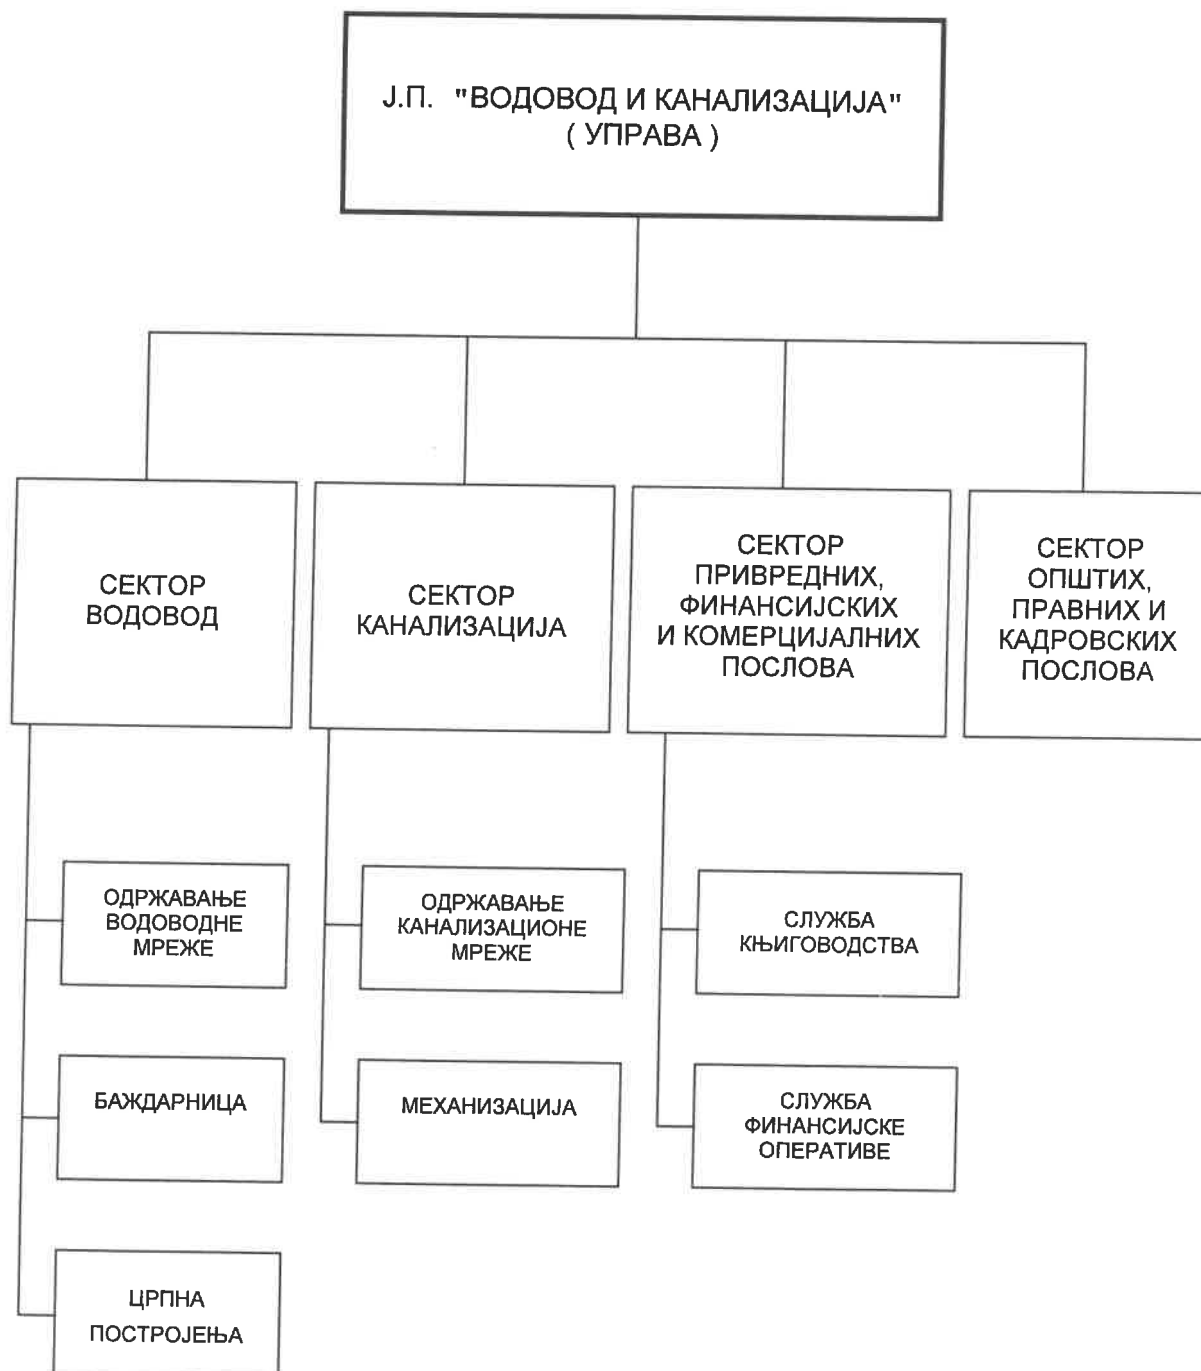 Ј.П. "ВОДОВОД И КАНАЛИЗАЦИЈА"
( УПРАВА )
СЕКТОР
ВОДОВОД
СЕКТОР
КАНАЛИЗАЦИЈА
СЕКТОР
ПРИВРЕДНИХ,
ФИНАНСИЈСКИХ
И КОМЕРЦИЈАЛНИХ
ПОСЛОВА
СЕКТОР
ОПШТИХ,
ПРАВНИХ И
КАДРОВСКИХ
ПОСЛОВА
ОДРЖАВАЊЕ
ВОДОВОДНЕ
МРЕЖЕ
ОДРЖАВАЊЕ
КАНАЛИЗАЦИОНЕ
МРЕЖЕ
СЛУЖБА
КЊИГОВОДСТВА
БАЖДАРНИЦА
МЕХАНИЗАЦИЈА
СЛУЖБА
ФИНАНСИЈСКЕ
ОПЕРАТИВЕ
ЦРПНА
ПОСТРОЈЕЊА